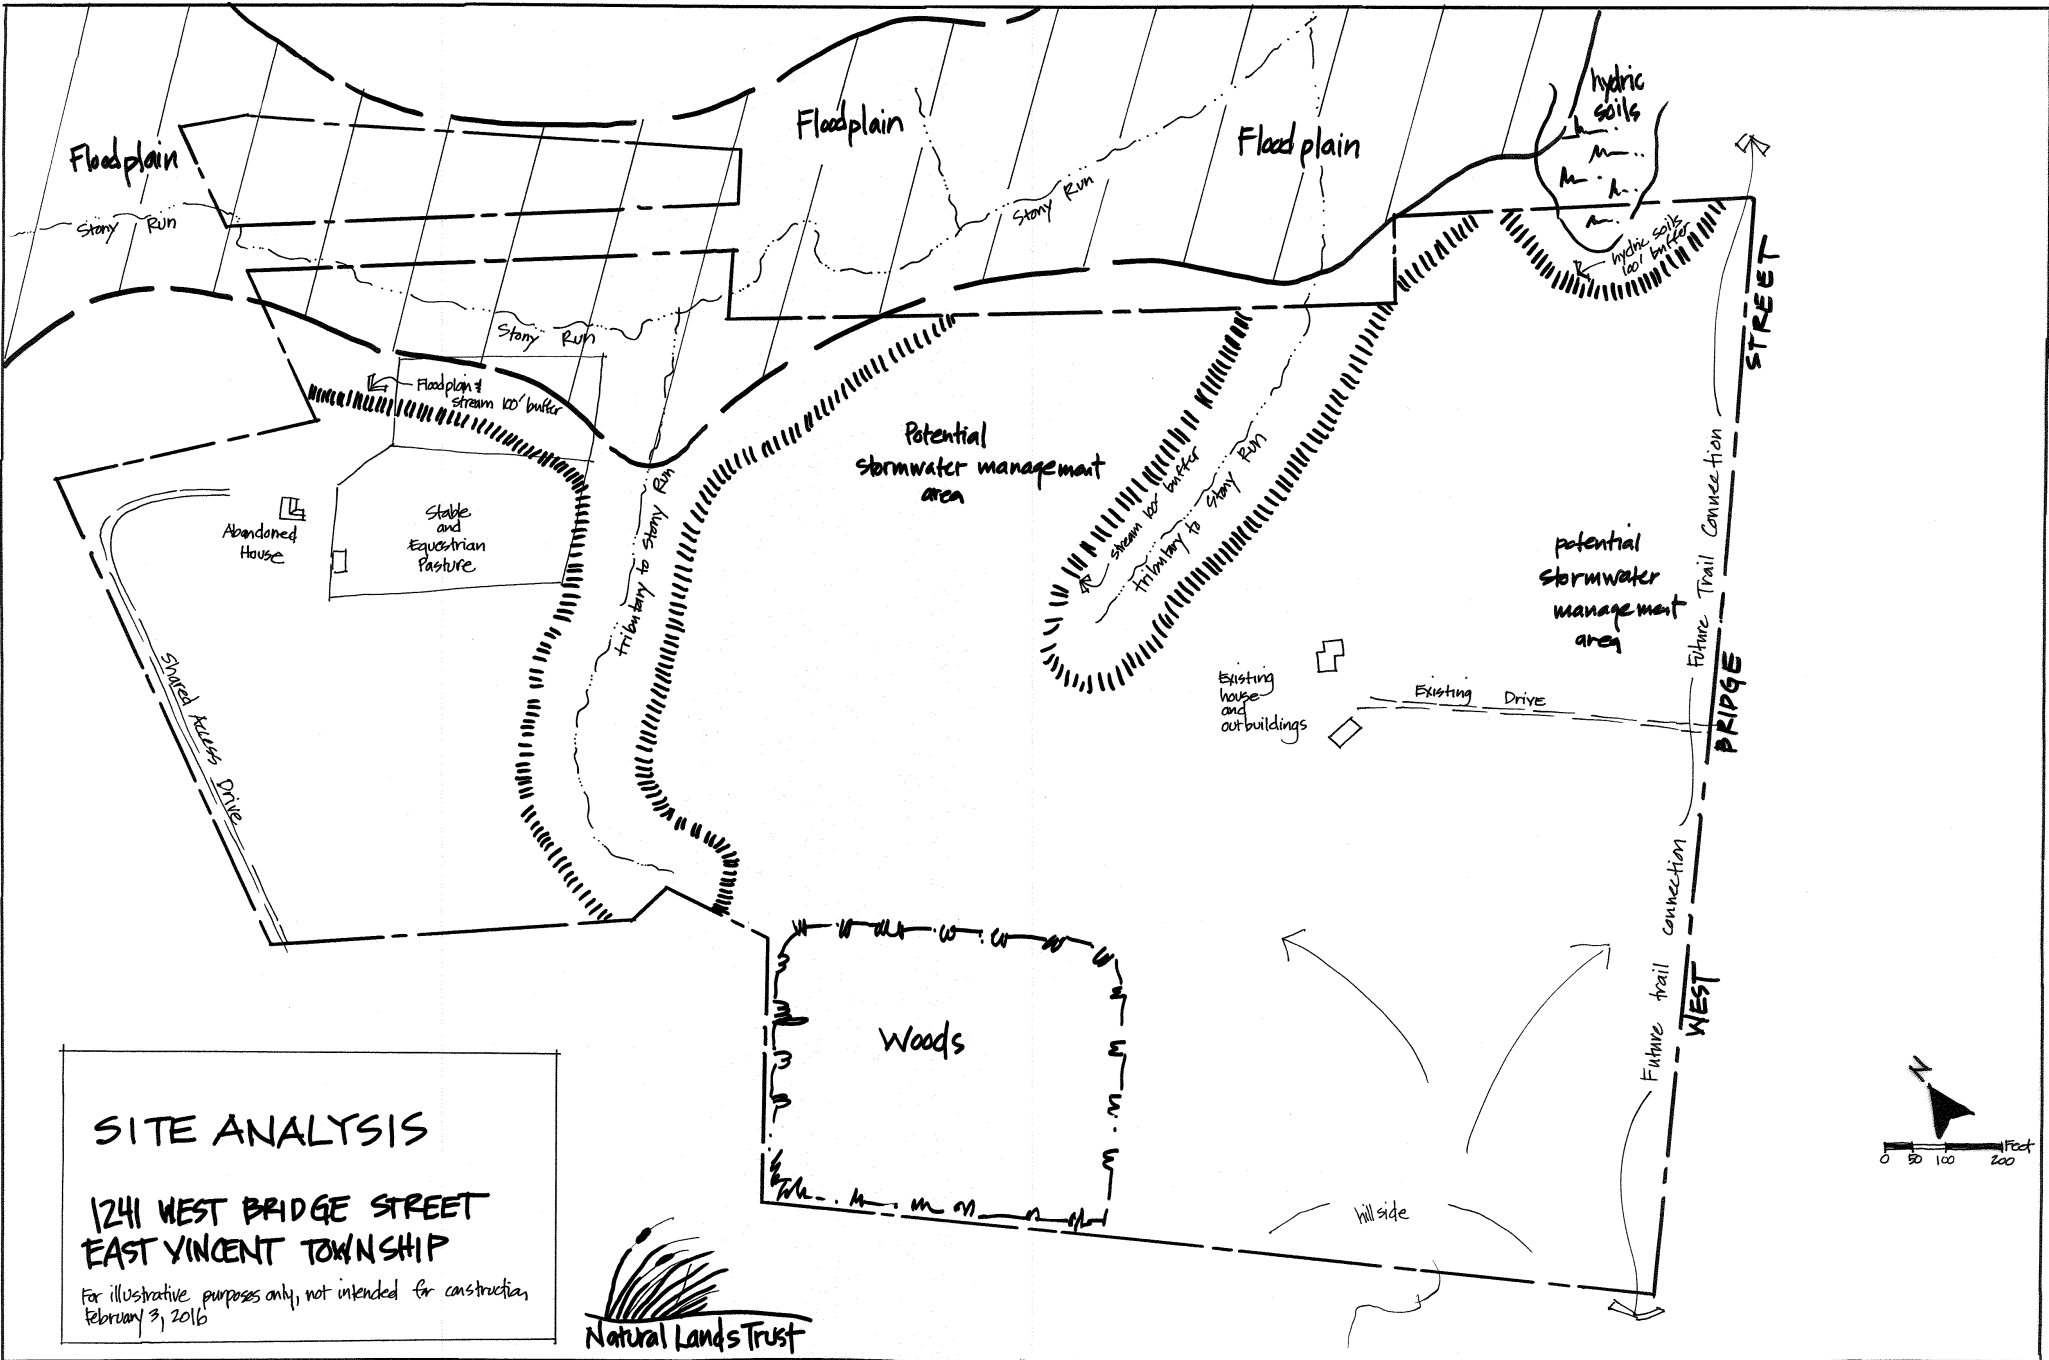 hydric
soils
Floodplain
Floodplain
Floodplain
Stony Run
Stony Run
Stony Run
hydric soils
100' buffer
STREET
Floodplain &
stream 100' buffer
Potential
stormwater management
area
stream 100' buffer
tributary to Stony Run
tributary to Stony Run
Abandoned
House
Stable
and
Equestrian
Pasture
Future Trail Connection
potential
stormwater
management
area
Shared Access Drive
Existing
house
and
outbuildings
Existing Drive
BRIDGE
Future trail connection
WEST
Woods
hillside
N
0 50 100 200 Feet
SITE ANALYSIS
1241 WEST BRIDGE STREET
EAST VINCENT TOWNSHIP
For illustrative purposes only, not intended for construction
February 3, 2016
Natural Lands Trust